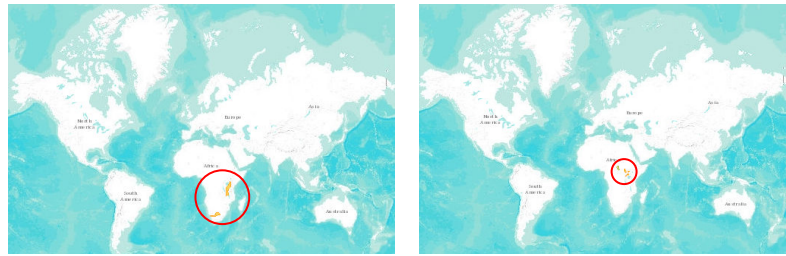 North
America
South
America
Europe
Asia
Africa
Australia
North
America
South
America
Europe
Asia
Africa
Australia